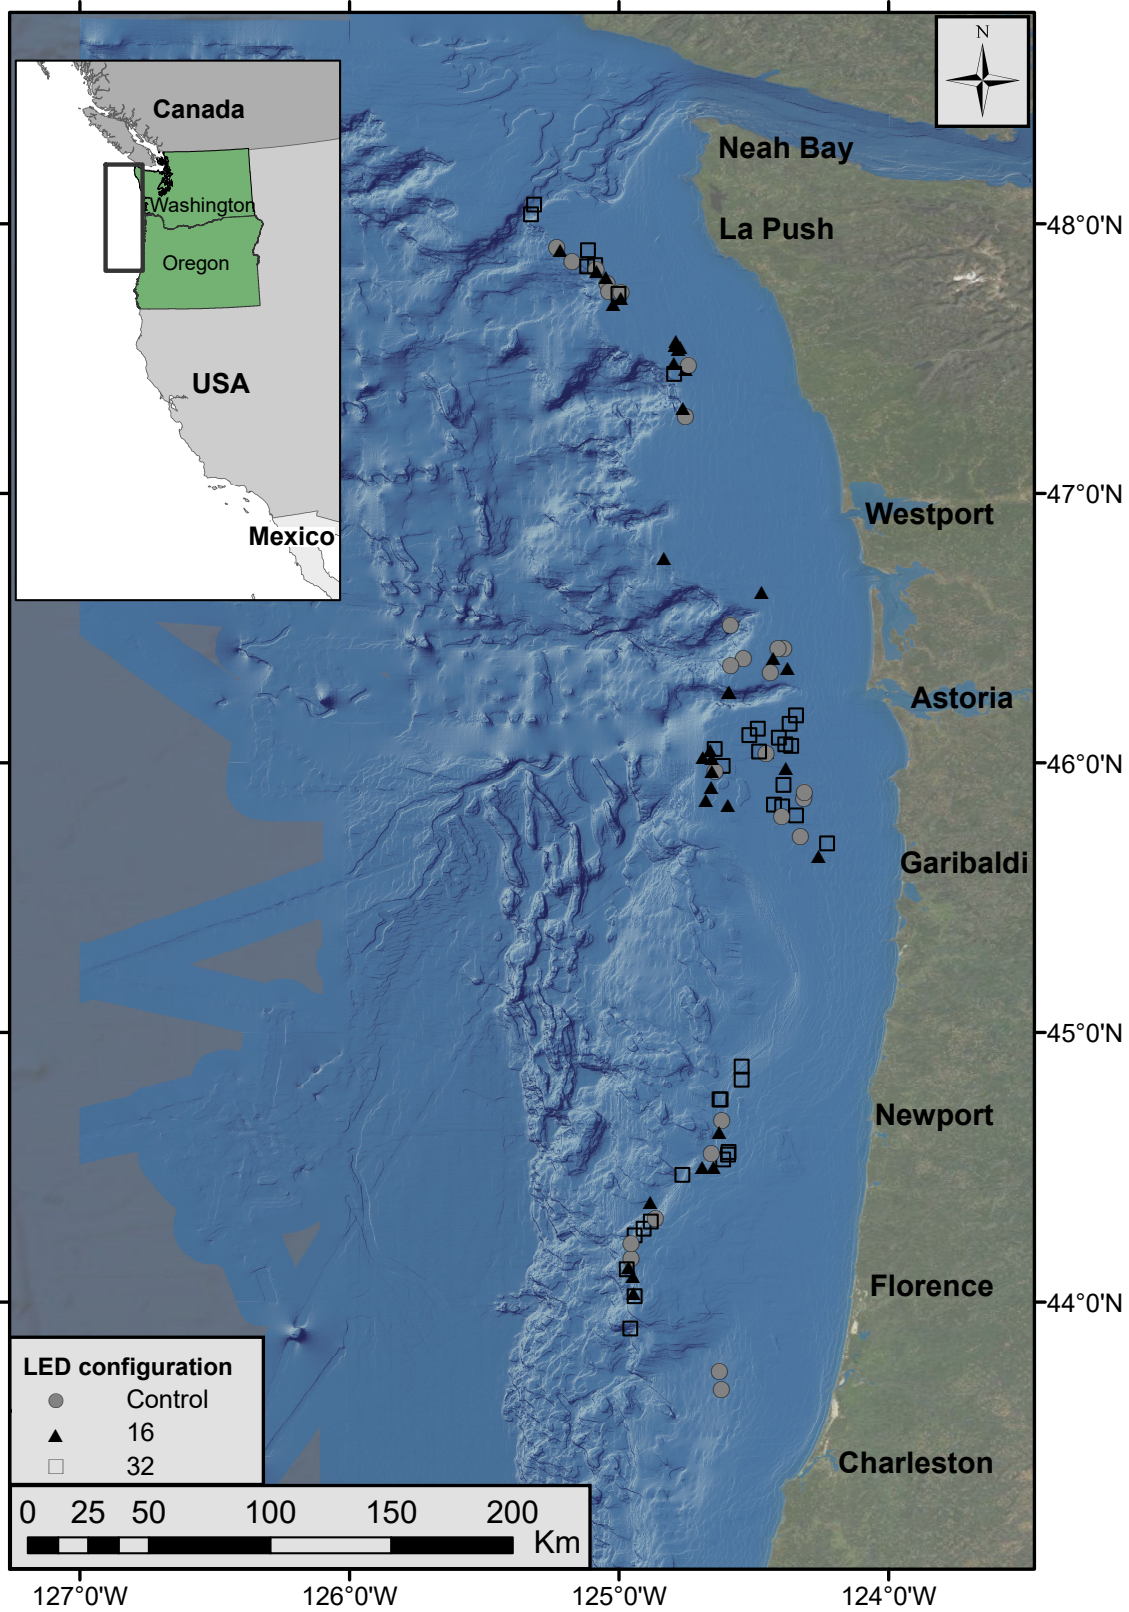 N
Canada
Washington
Oregon
USA
Mexico
Neah Bay
La Push
Westport
Astoria
Garibaldi
Newport
Florence
Charleston
48°0'N
47°0'N
46°0'N
45°0'N
44°0'N
LED configuration
Control
16
32
0 25 50 100 150 200
Km
127°0'W 126°0'W 125°0'W 124°0'W